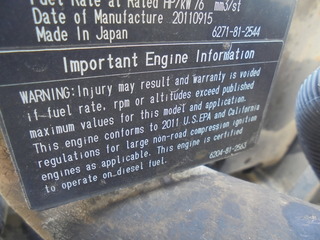 Fuel Rate at Rated HP/kW 76 mm3/st
Date of Manufacture 20110915
Made In Japan 6271-81-2544
Important Engine Information
WARNING: Injury may result and warranty is voided
if fuel rate, rpm or altitudes exceed published
maximum values for this model and application.
This engine conforms to 2011 U.S.EPA and California
regulations for large non-road compression ignition
engines as applicable. This engine is certified
to operate on diesel fuel. 6204-81-2563